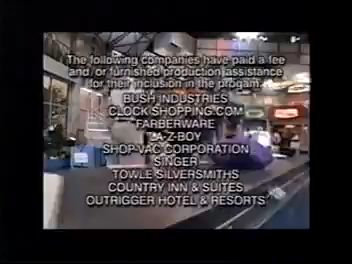 The following companies have paid a fee
and/or furnished production assistance
for their inclusion in the progam:
BUSH INDUSTRIES
CLOCKSHOPPING.COM
FARBERWARE
LA-Z-BOY
SHOP-VAC CORPORATION
SINGER
TOWLE SILVERSMITHS
COUNTRY INN & SUITES
OUTRIGGER HOTEL & RESORTS